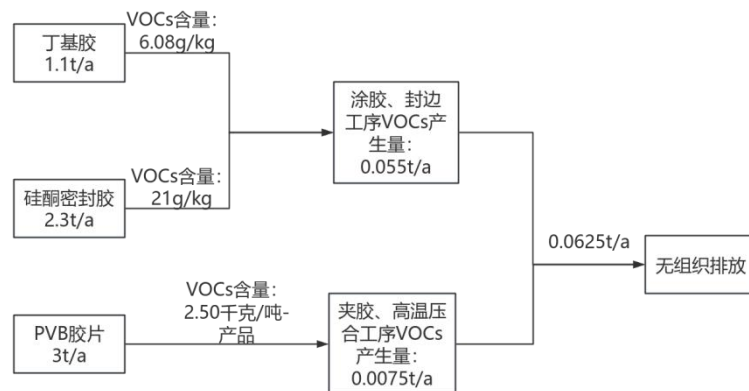 丁基胶
1.1t/a
VOCs含量：
6.08g/kg
硅酮密封胶
2.3t/a
VOCs含量：
21g/kg
涂胶、封边
工序VOCs产
生量：
0.055t/a
PVB胶片
3t/a
VOCs含量：
2.50千克/吨-
产品
夹胶、高温压
合工序VOCs
产生量：
0.0075t/a
0.0625t/a
无组织排放